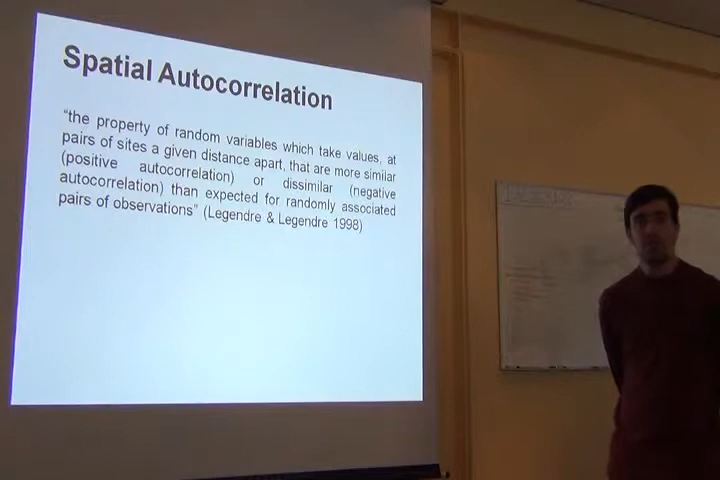 Spatial Autocorrelation
“the property of random variables which take values, at
pairs of sites a given distance apart, that are more similar
(positive autocorrelation) or dissimilar (negative
autocorrelation) than expected for randomly associated
pairs of observations” (Legendre & Legendre 1998)